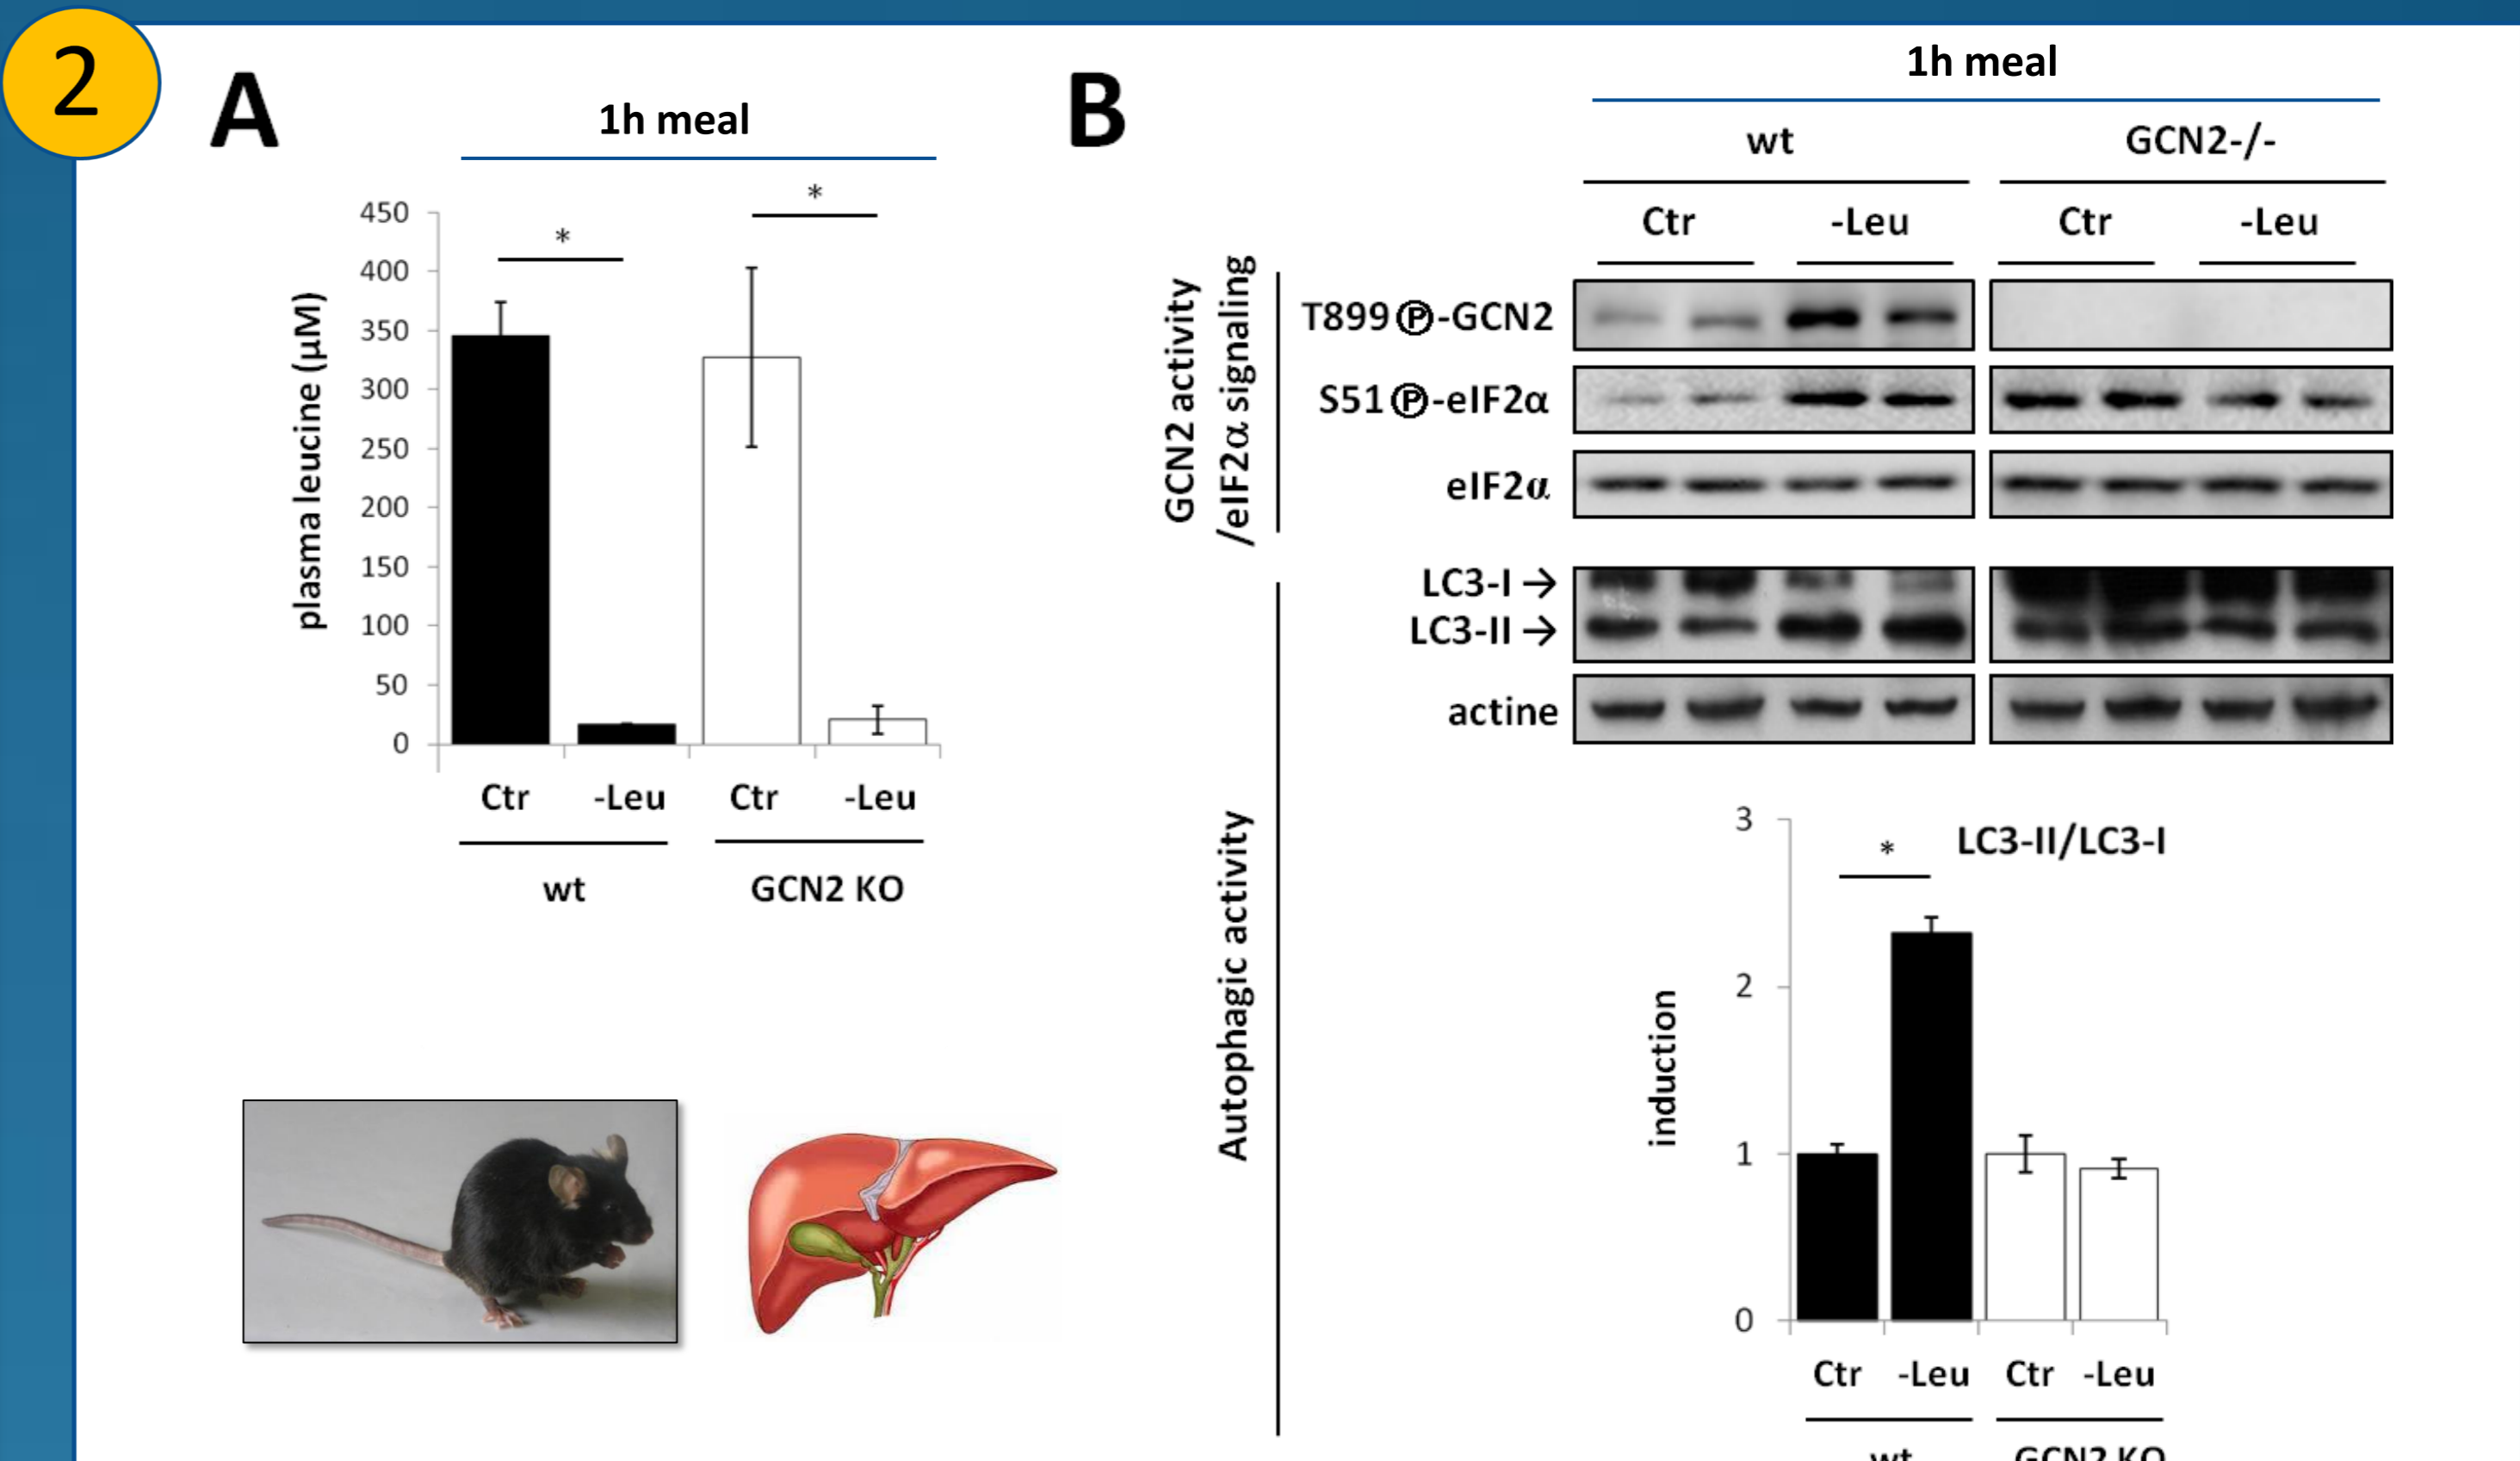 2
A
1h meal
*
*
plasma leucine (µM)
450
400
350
300
250
200
150
100
50
0
Ctr -Leu Ctr -Leu
wt GCN2 KO
B
1h meal
wt GCN2-/-
Ctr -Leu Ctr -Leu
GCN2 activity
/eIF2α signaling
T899Ⓟ-GCN2
S51Ⓟ-eIF2α
eIF2α
Autophagic activity
LC3-I →
LC3-II →
actine
LC3-II/LC3-I
*
induction
3
2
1
0
Ctr -Leu Ctr -Leu
wt GCN2 KO